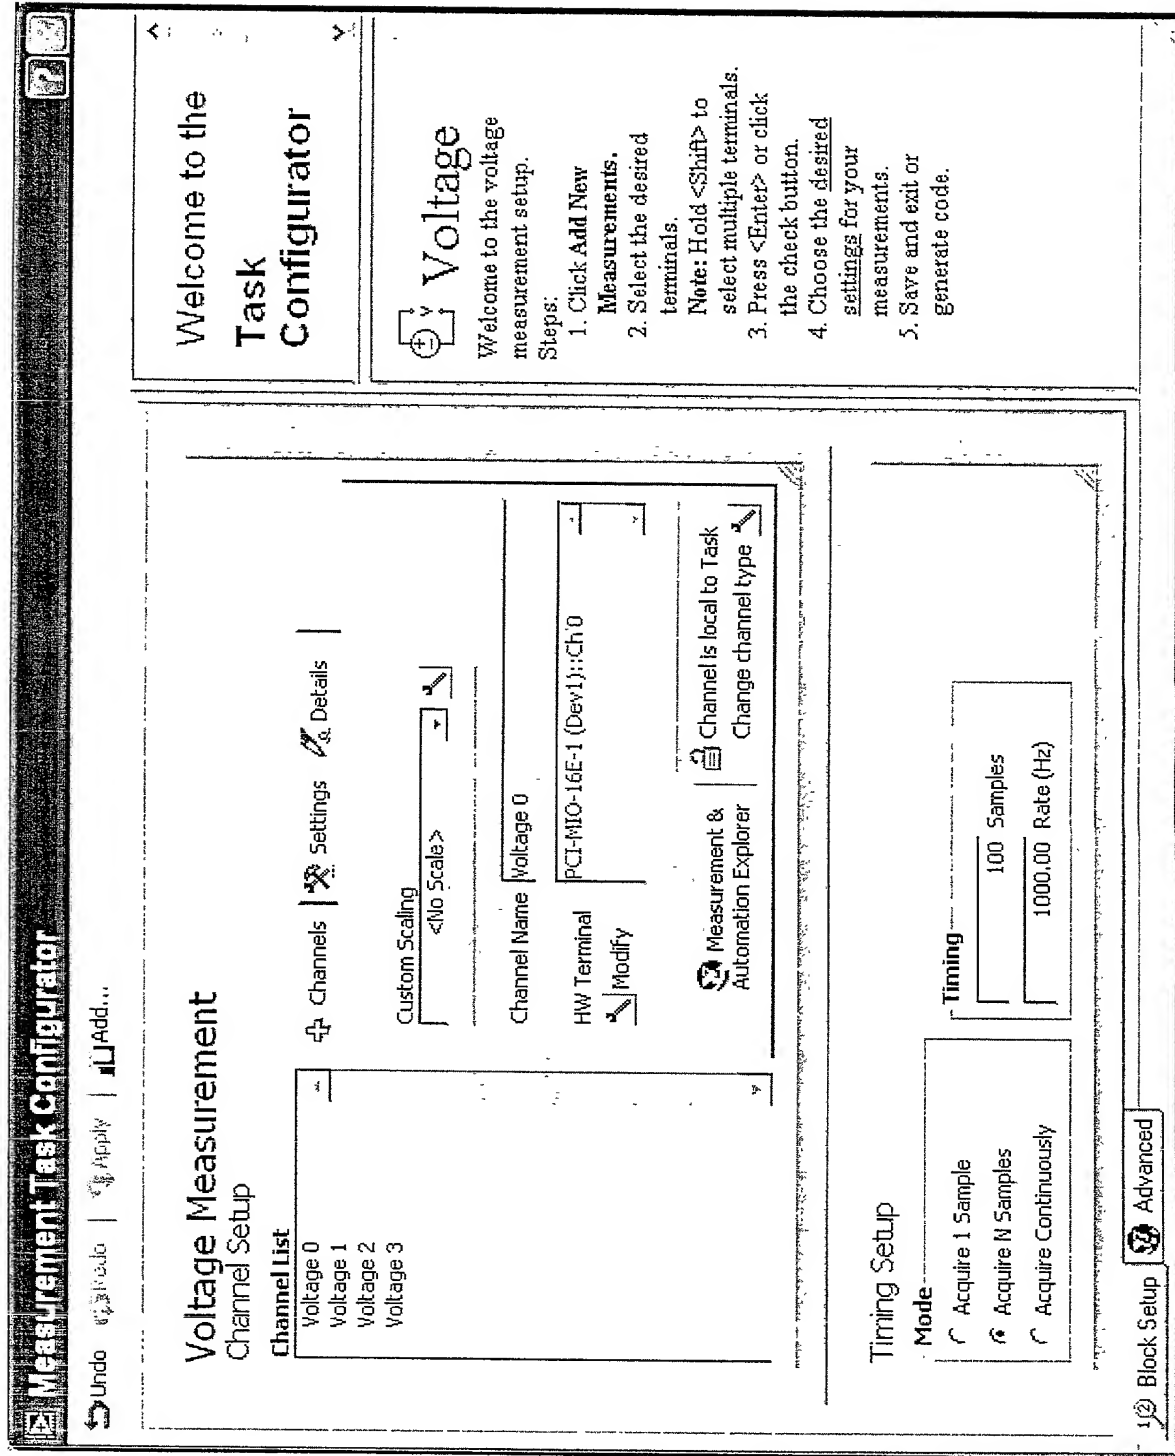 Measurement Task Configurator
Undo Redo Apply Add...
Voltage Measurement
Channel Setup
Channel List
Voltage 0
Voltage 1
Voltage 2
Voltage 3
Channels Settings Details
Custom Scaling
<No Scale>
Channel Name Voltage 0
HW Terminal
Modify
PCI-MIO-16E-1 (Dev1)::Ch 0
Measurement &
Automation Explorer
Channel is local to Task
Change channel type
Timing Setup
Mode
Acquire 1 Sample
Acquire N Samples
Acquire Continuously
Timing
100 Samples
1000.00 Rate (Hz)
Block Setup Advanced
Welcome to the
Task
Configurator
Voltage
Welcome to the voltage
measurement setup.
Steps:
1. Click Add New
Measurements.
2. Select the desired
terminals.
Note: Hold <Shift> to
select multiple terminals.
3. Press <Enter> or click
the check button.
4. Choose the desired
settings for your
measurements.
5. Save and exit or
generate code.